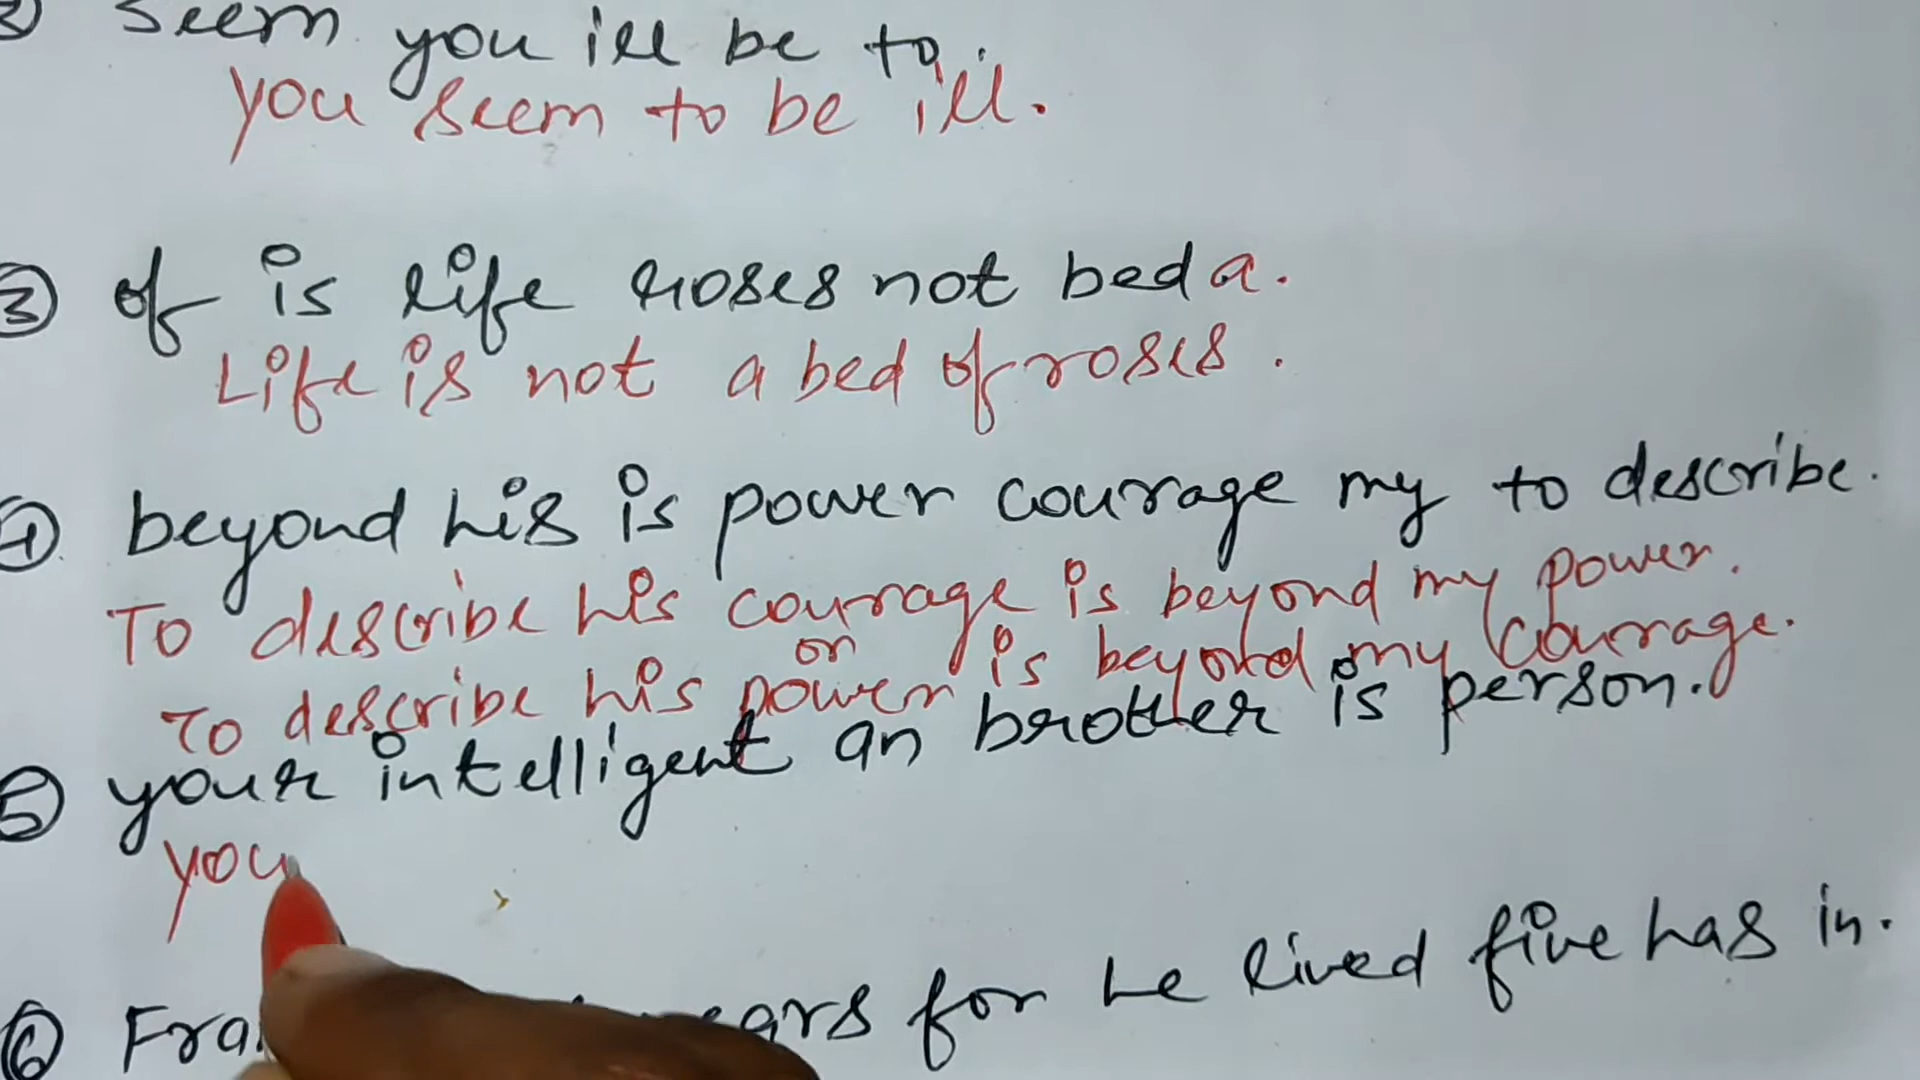 Seem you ill be to.
you seem to be ill.
③ of is life roses not bed a.
Life is not a bed of roses.
④ beyond his is power courage my to describe.
To describe his courage is beyond my power.
or
To describe his power is beyond my courage.
⑤ your intelligent an brother is person.
you
⑥ for he lived five has in.